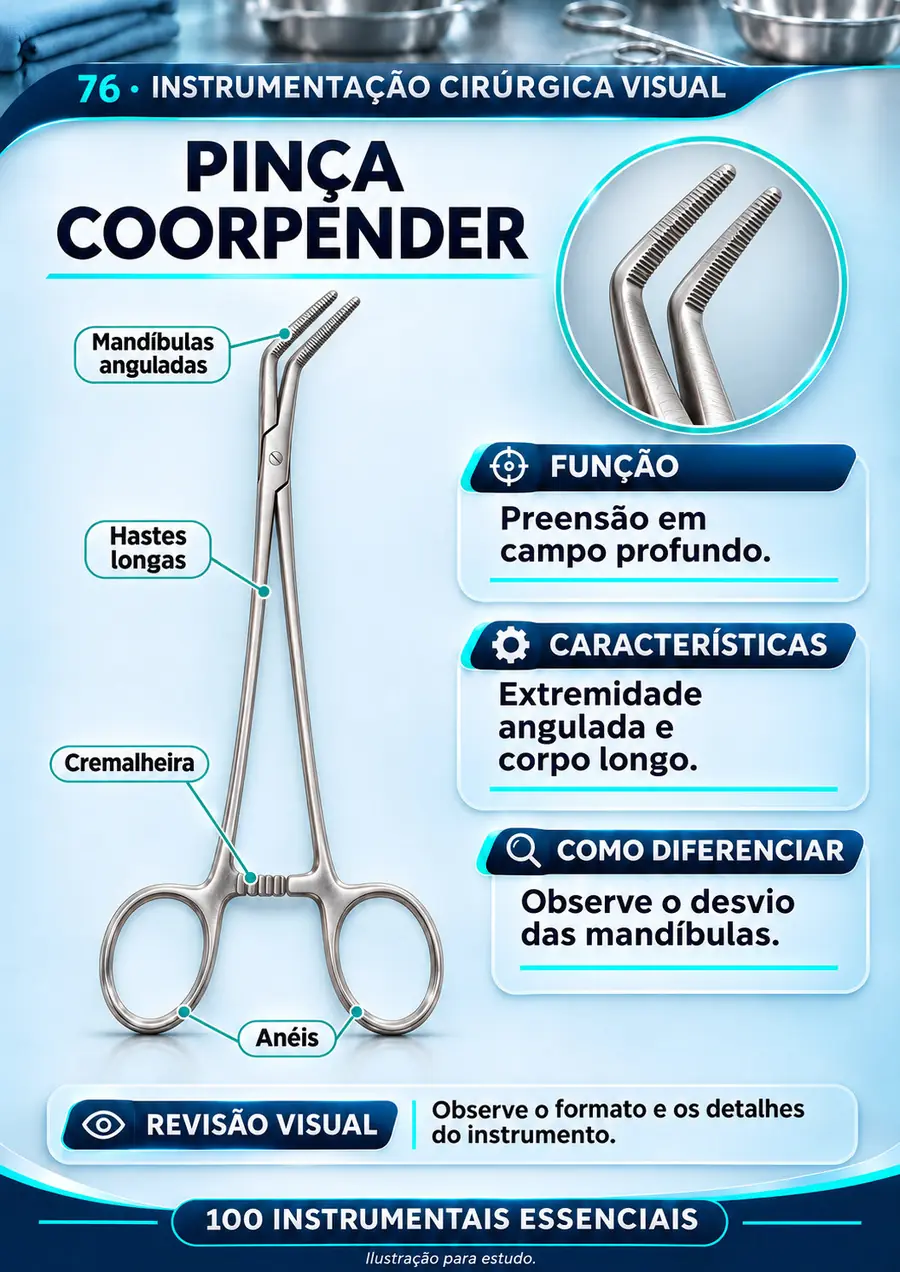 76 • INSTRUMENTAÇÃO CIRÚRGICA VISUAL
PINÇA
COORPENDER
Mandíbulas
anguladas
Hastes
longas
Cremalheira
Anéis
FUNÇÃO
Preensão em
campo profundo.
CARACTERÍSTICAS
Extremidade
angulada e
corpo longo.
COMO DIFERENCIAR
Observe o desvio
das mandíbulas.
REVISÃO VISUAL
Observe o formato e os detalhes
do instrumento.
100 INSTRUMENTAIS ESSENCIAIS
Ilustração para estudo.